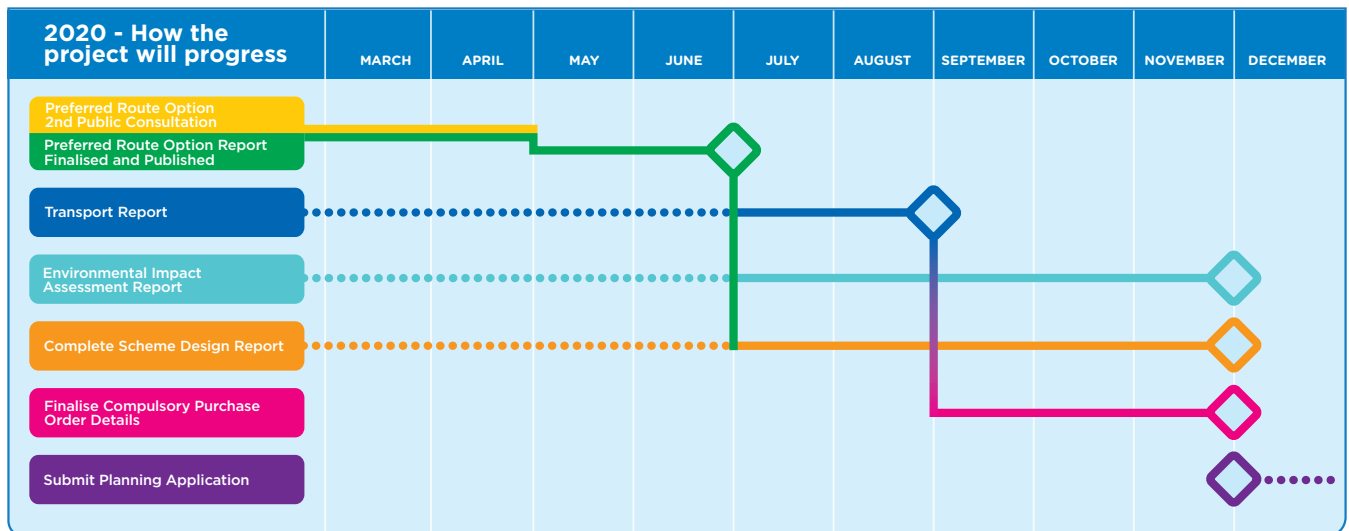 2020 - How the
project will progress
MARCH
APRIL
MAY
JUNE
JULY
AUGUST
SEPTEMBER
OCTOBER
NOVEMBER
DECEMBER
Preferred Route Option
2nd Public Consultation
Preferred Route Option Report
Finalised and Published
Transport Report
Environmental Impact
Assessment Report
Complete Scheme Design Report
Finalise Compulsory Purchase
Order Details
Submit Planning Application